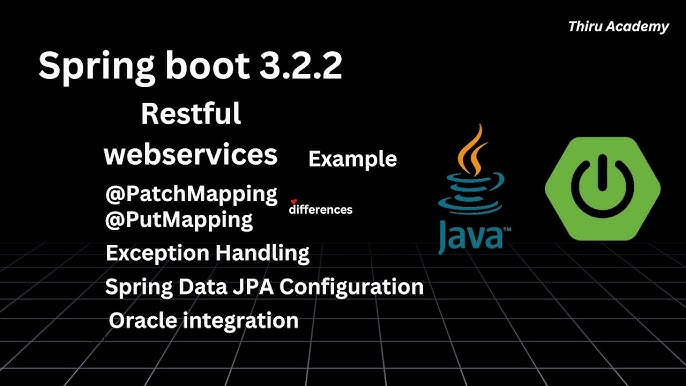 Thiru Academy
Spring boot 3.2.2
Restful
webservices
Example
@PatchMapping
@PutMapping
differences
Exception Handling
Spring Data JPA Configuration
Oracle integration
Java™